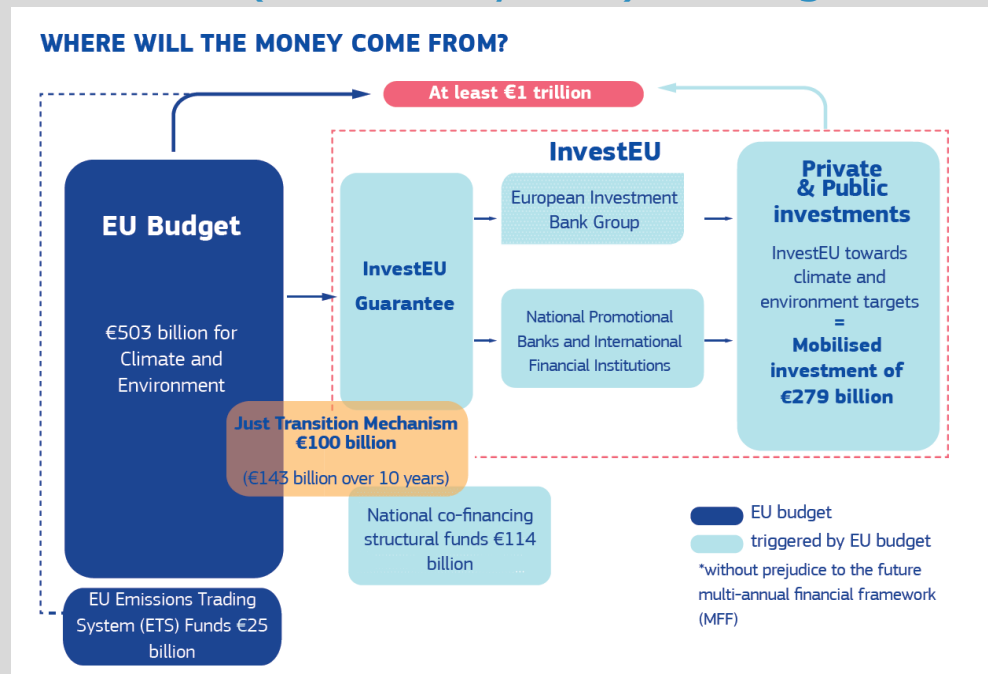 WHERE WILL THE MONEY COME FROM?
At least €1 trillion
InvestEU
EU Budget
€503 billion for
Climate and
Environment
InvestEU
Guarantee
European Investment
Bank Group
National Promotional
Banks and International
Financial Institutions
Private
& Public
investments
InvestEU towards
climate and
environment targets
=
Mobilised
investment of
€279 billion
Just Transition Mechanism
€100 billion
(€143 billion over 10 years)
National co-financing
structural funds €114
billion
EU Emissions Trading
System (ETS) Funds €25
billion
EU budget
triggered by EU budget
*without prejudice to the future
multi-annual financial framework
(MFF)